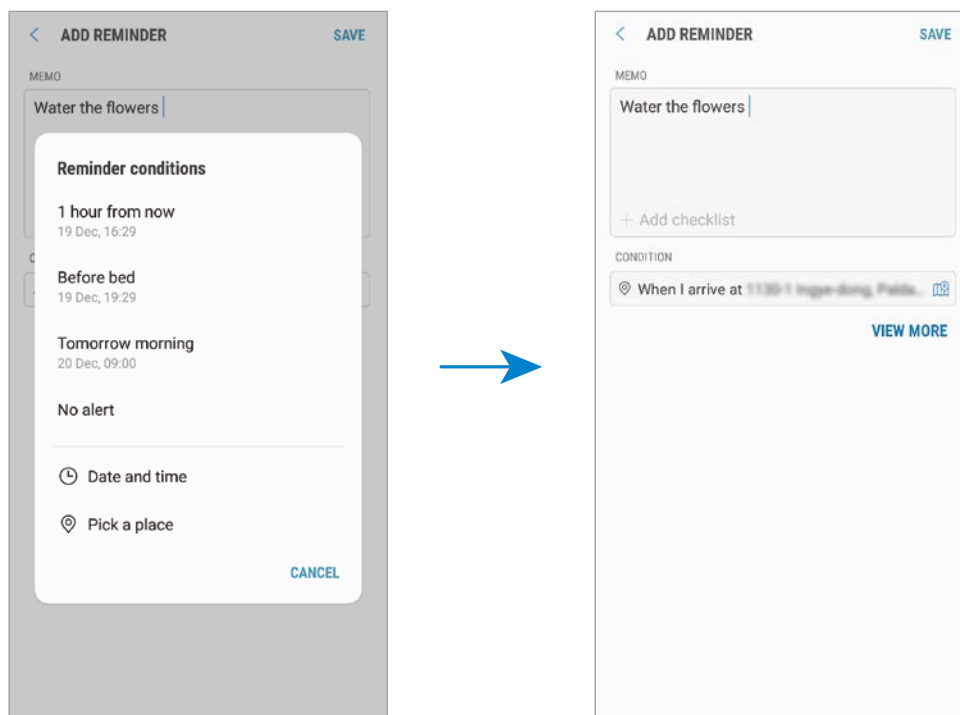 ADD REMINDER SAVE
MEMO
Water the flowers
Reminder conditions
1 hour from now
19 Dec, 16:29
Before bed
19 Dec, 19:29
Tomorrow morning
20 Dec, 09:00
No alert
Date and time
Pick a place
CANCEL
ADD REMINDER SAVE
MEMO
Water the flowers
+ Add checklist
CONDITION
When I arrive at
VIEW MORE